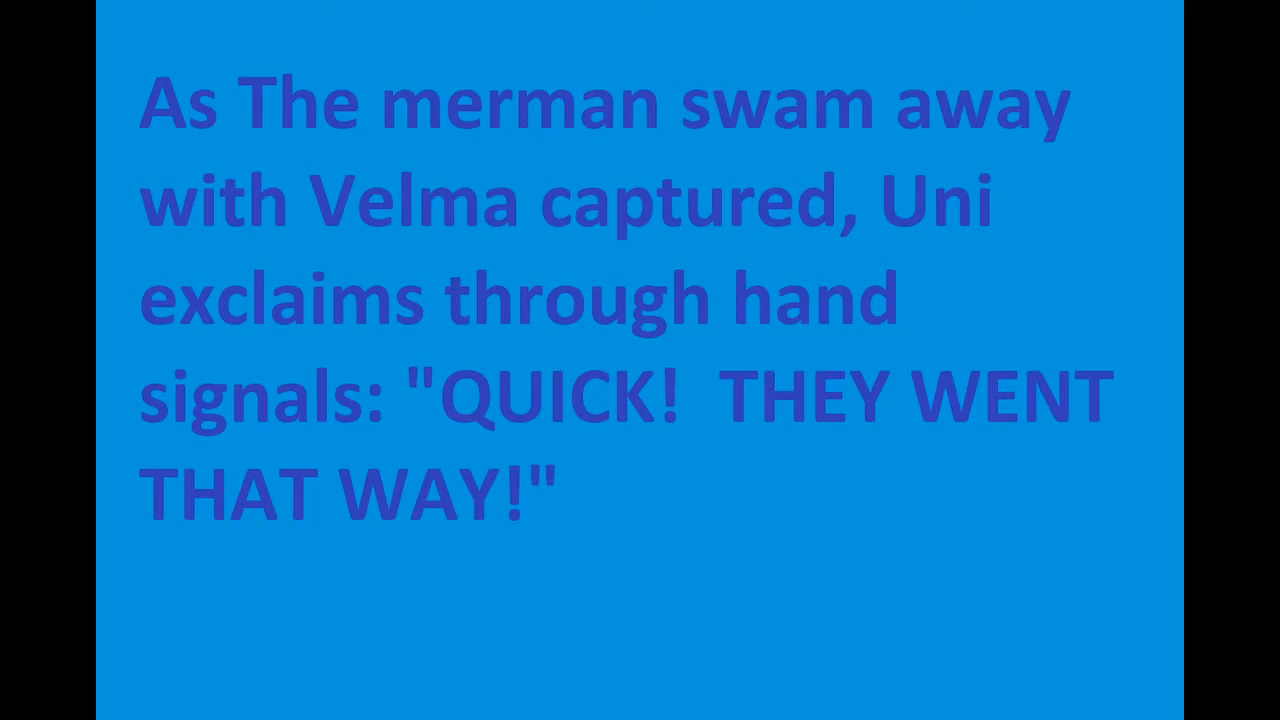 As The merman swam away
with Velma captured, Uni
exclaims through hand
signals: "QUICK!  THEY WENT
THAT WAY!"